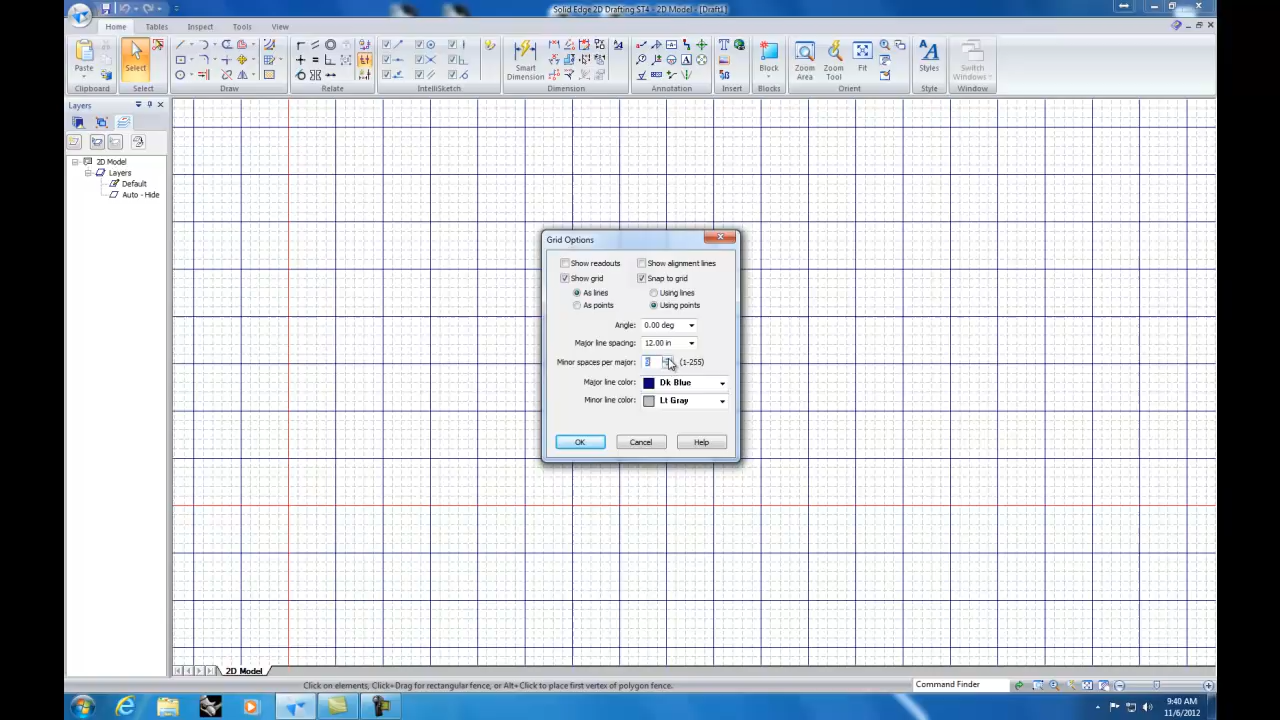 Solid Edge 2D Drafting ST4 - 2D Model - [Draft1]
Home Tables Inspect Tools View
Paste Select Smart Dimension Block Zoom Area Zoom Tool Fit Styles Switch Windows
Clipboard Select Draw Relate IntelliSketch Dimension Annotation Insert Blocks Orient Style Window
Layers
2D Model
Layers
Default
Auto - Hide
Grid Options
Show readouts Show alignment lines
Show grid Snap to grid
As lines Using lines
As points Using points
Angle: 0.00 deg
Major line spacing: 12.00 in
Minor spaces per major: (1-255)
Major line color: Dk Blue
Minor line color: Lt Gray
OK Cancel Help
2D Model
Click on elements, Click+Drag for rectangular fence, or Alt+Click to place first vertex of polygon fence.
Command Finder
9:40 AM
11/6/2012